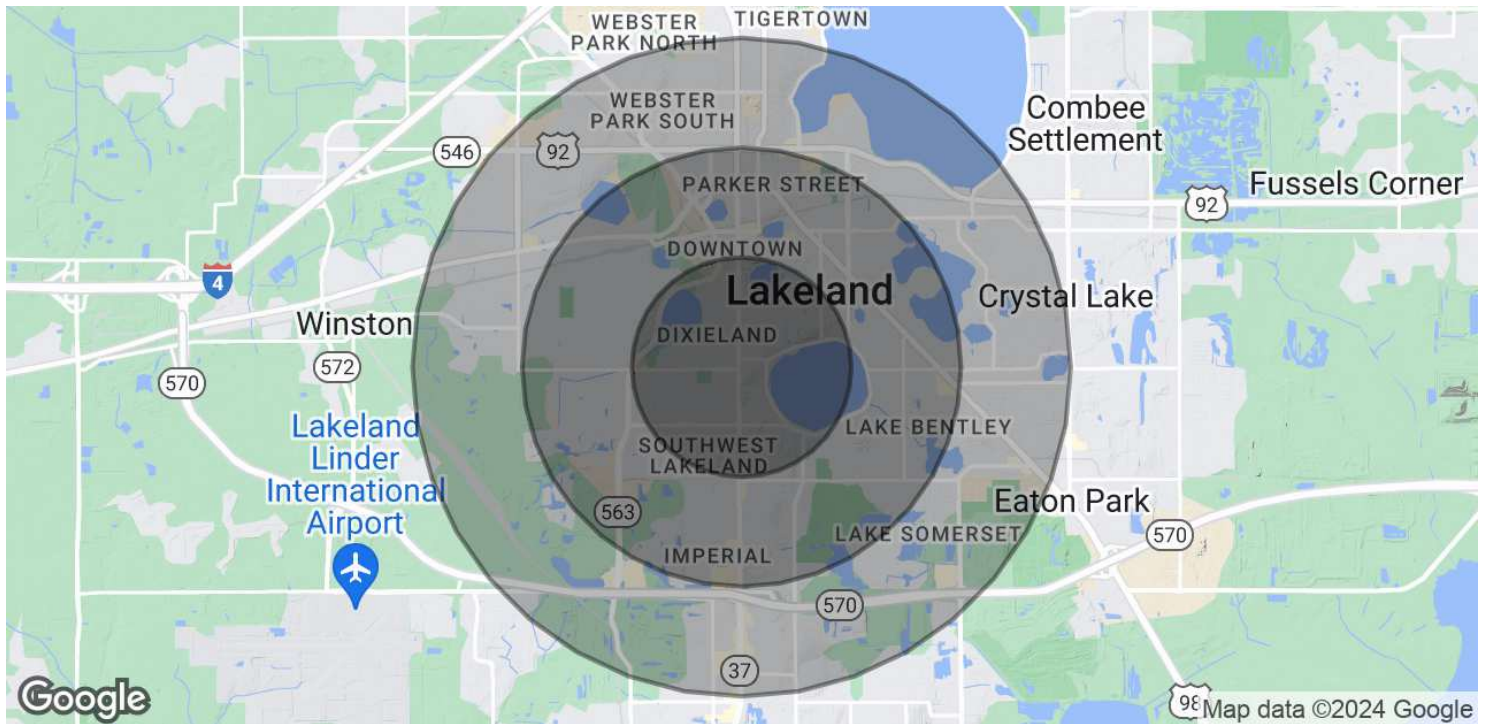 WEBSTER
PARK NORTH
TIGERTOWN
WEBSTER
PARK SOUTH
Combee
Settlement
546
92
PARKER STREET
Fussels Corner
92
DOWNTOWN
4
Lakeland
Crystal Lake
Winston
DIXIELAND
572
570
Lakeland
Linder
International
Airport
LAKE BENTLEY
SOUTHWEST
LAKELAND
Eaton Park
563
LAKE SOMERSET
570
IMPERIAL
570
37
Google
98
Map data ©2024 Google